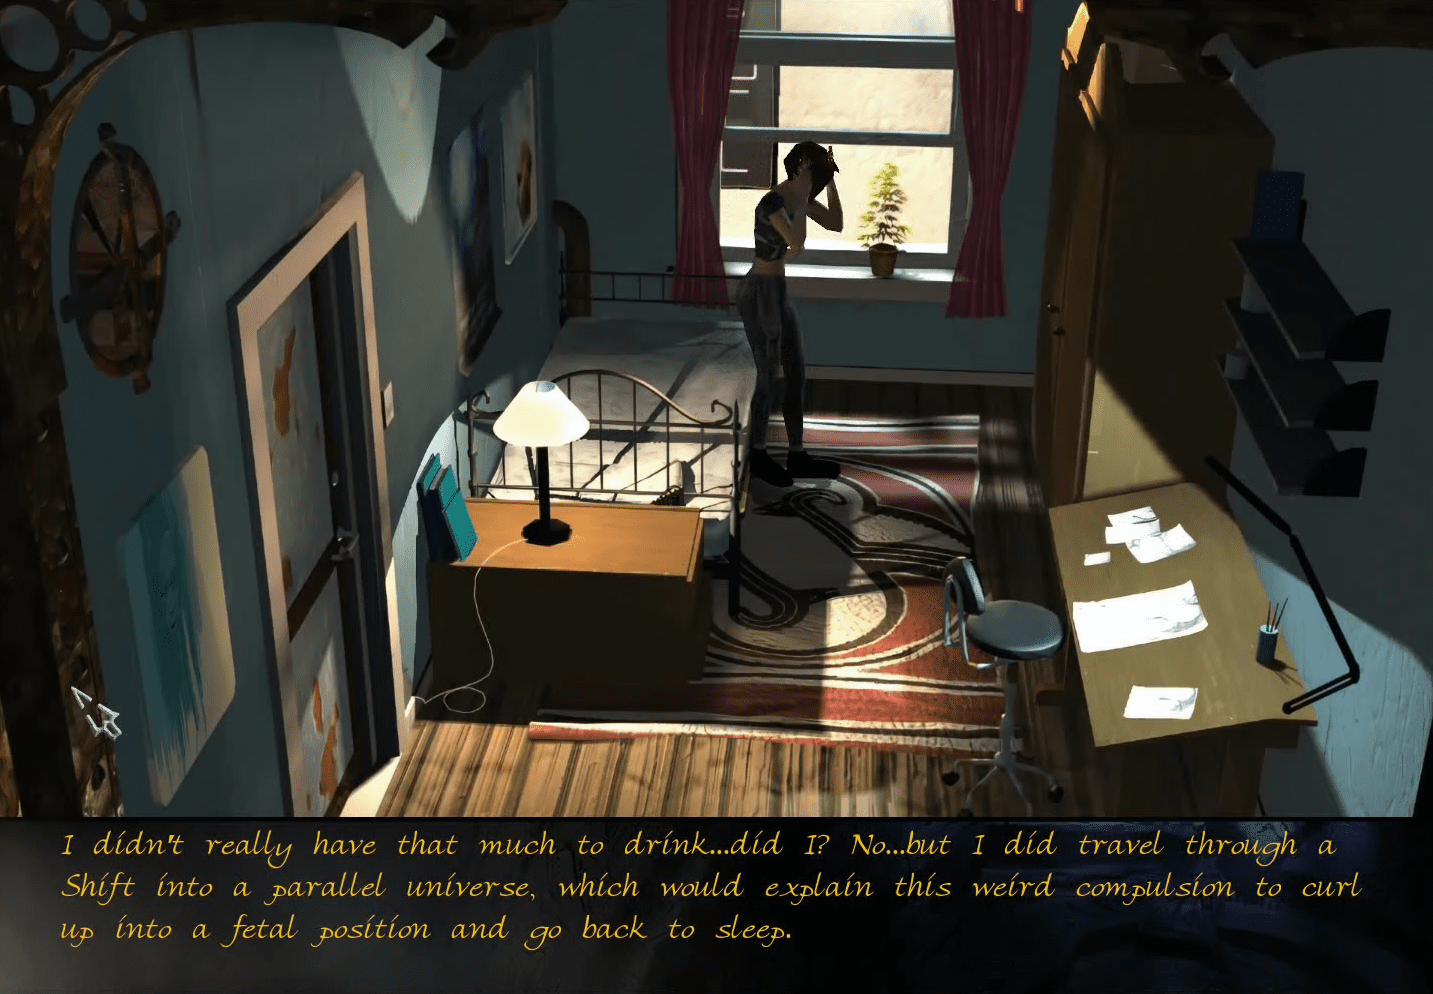 I didn't really have that much to drink...did I? No...but I did travel through a
Shift into a parallel universe, which would explain this weird compulsion to curl
up into a fetal position and go back to sleep.